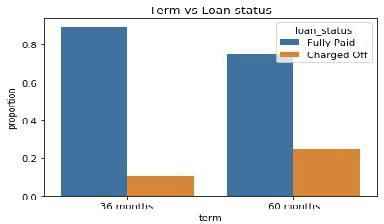 Term vs Loan status
loan_status
Fully Paid
Charged Off
proportion
0.8
0.6
0.4
0.2
0.0
36 months
60 months
term